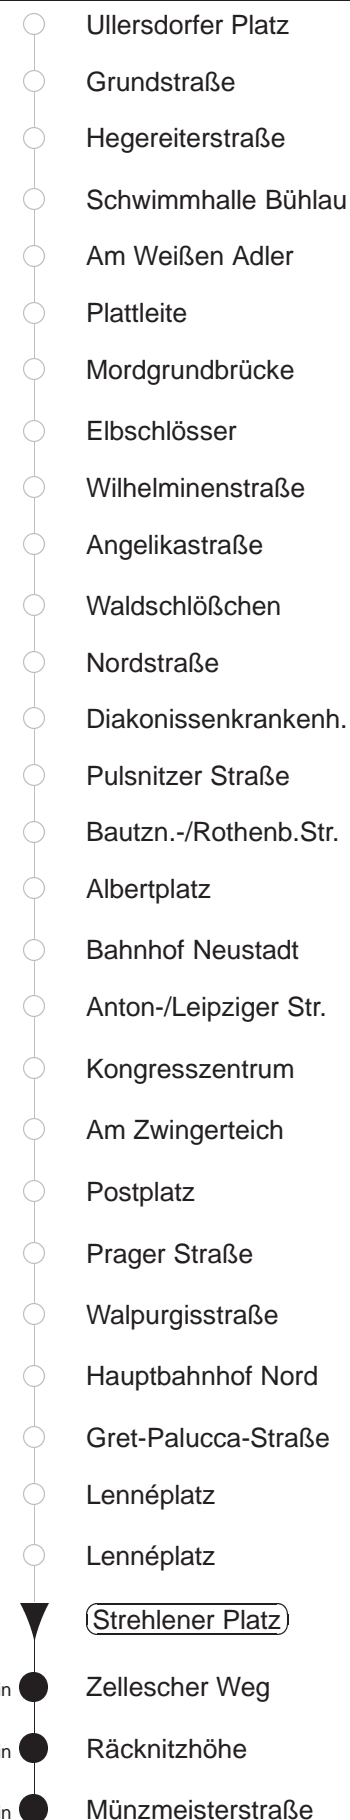 Ullersdorfer Platz
Grundstraße
Hegereiterstraße
Schwimmhalle Bühlau
Am Weißen Adler
Plattleite
Mordgrundbrücke
Elbschlösser
Wilhelminenstraße
Angelikastraße
Waldschlößchen
Nordstraße
Diakonissenkrankenh.
Pulsnitzer Straße
Bautzn.-/Rothenb.Str.
Albertplatz
Bahnhof Neustadt
Anton-/Leipziger Str.
Kongresszentrum
Am Zwingerteich
Postplatz
Prager Straße
Walpurgisstraße
Hauptbahnhof Nord
Gret-Palucca-Straße
Lennéplatz
Lennéplatz
Strehlener Platz
Zellescher Weg
Räcknitzhöhe
Münzmeisterstraße